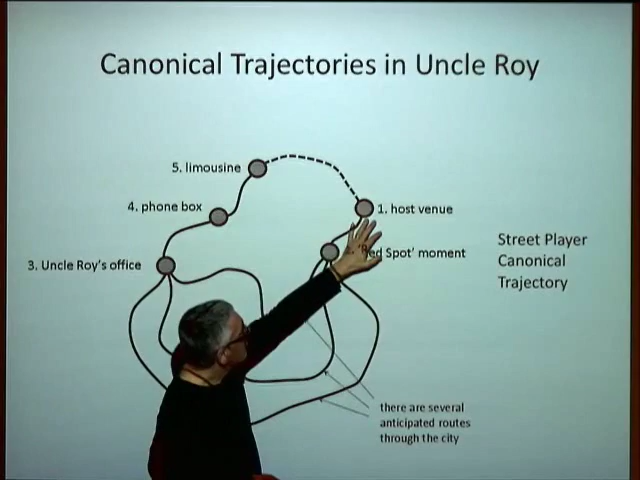 Canonical Trajectories in Uncle Roy
5. limousine
4. phone box
1. host venue
Spot' moment
3. Uncle Roy's office
Street Player
Canonical
Trajectory
there are several
anticipated routes
through the city